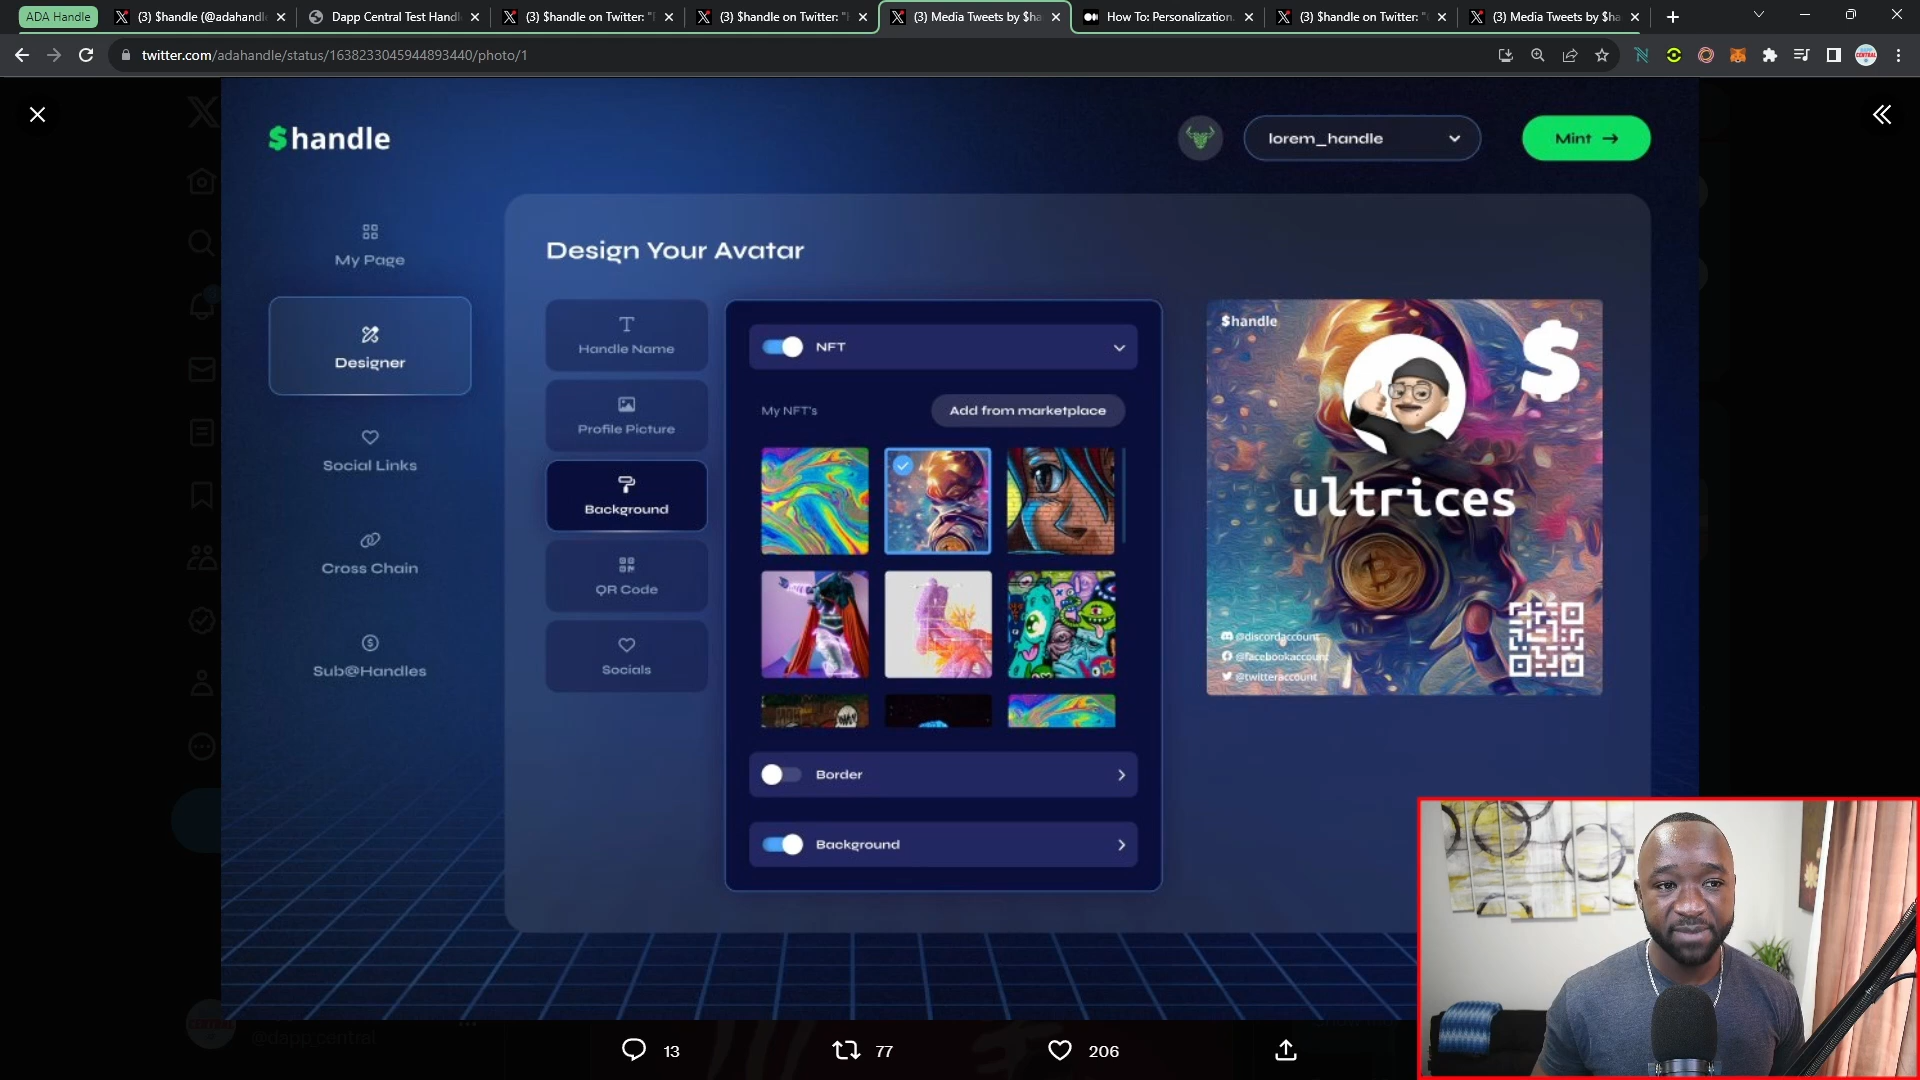 ADA Handle
(3) $handle (@adahandl
Dapp Central Test Handl
(3) $handle on Twitter: "
(3) $handle on Twitter: "
(3) Media Tweets by $ha
How To: Personalization
(3) $handle on Twitter: "
(3) Media Tweets by $ha
twitter.com/adahandle/status/1638233045944893440/photo/1
$handle
lorem_handle
Mint →
My Page
Designer
Social Links
Cross Chain
Sub@Handles
Design Your Avatar
Handle Name
Profile Picture
Background
QR Code
Socials
NFT
My NFT's
Add from marketplace
Border
Background
$handle
$
ultrices
@discordaccount
@facebookaccount
@twitteraccount
@dapp_central
13
77
206